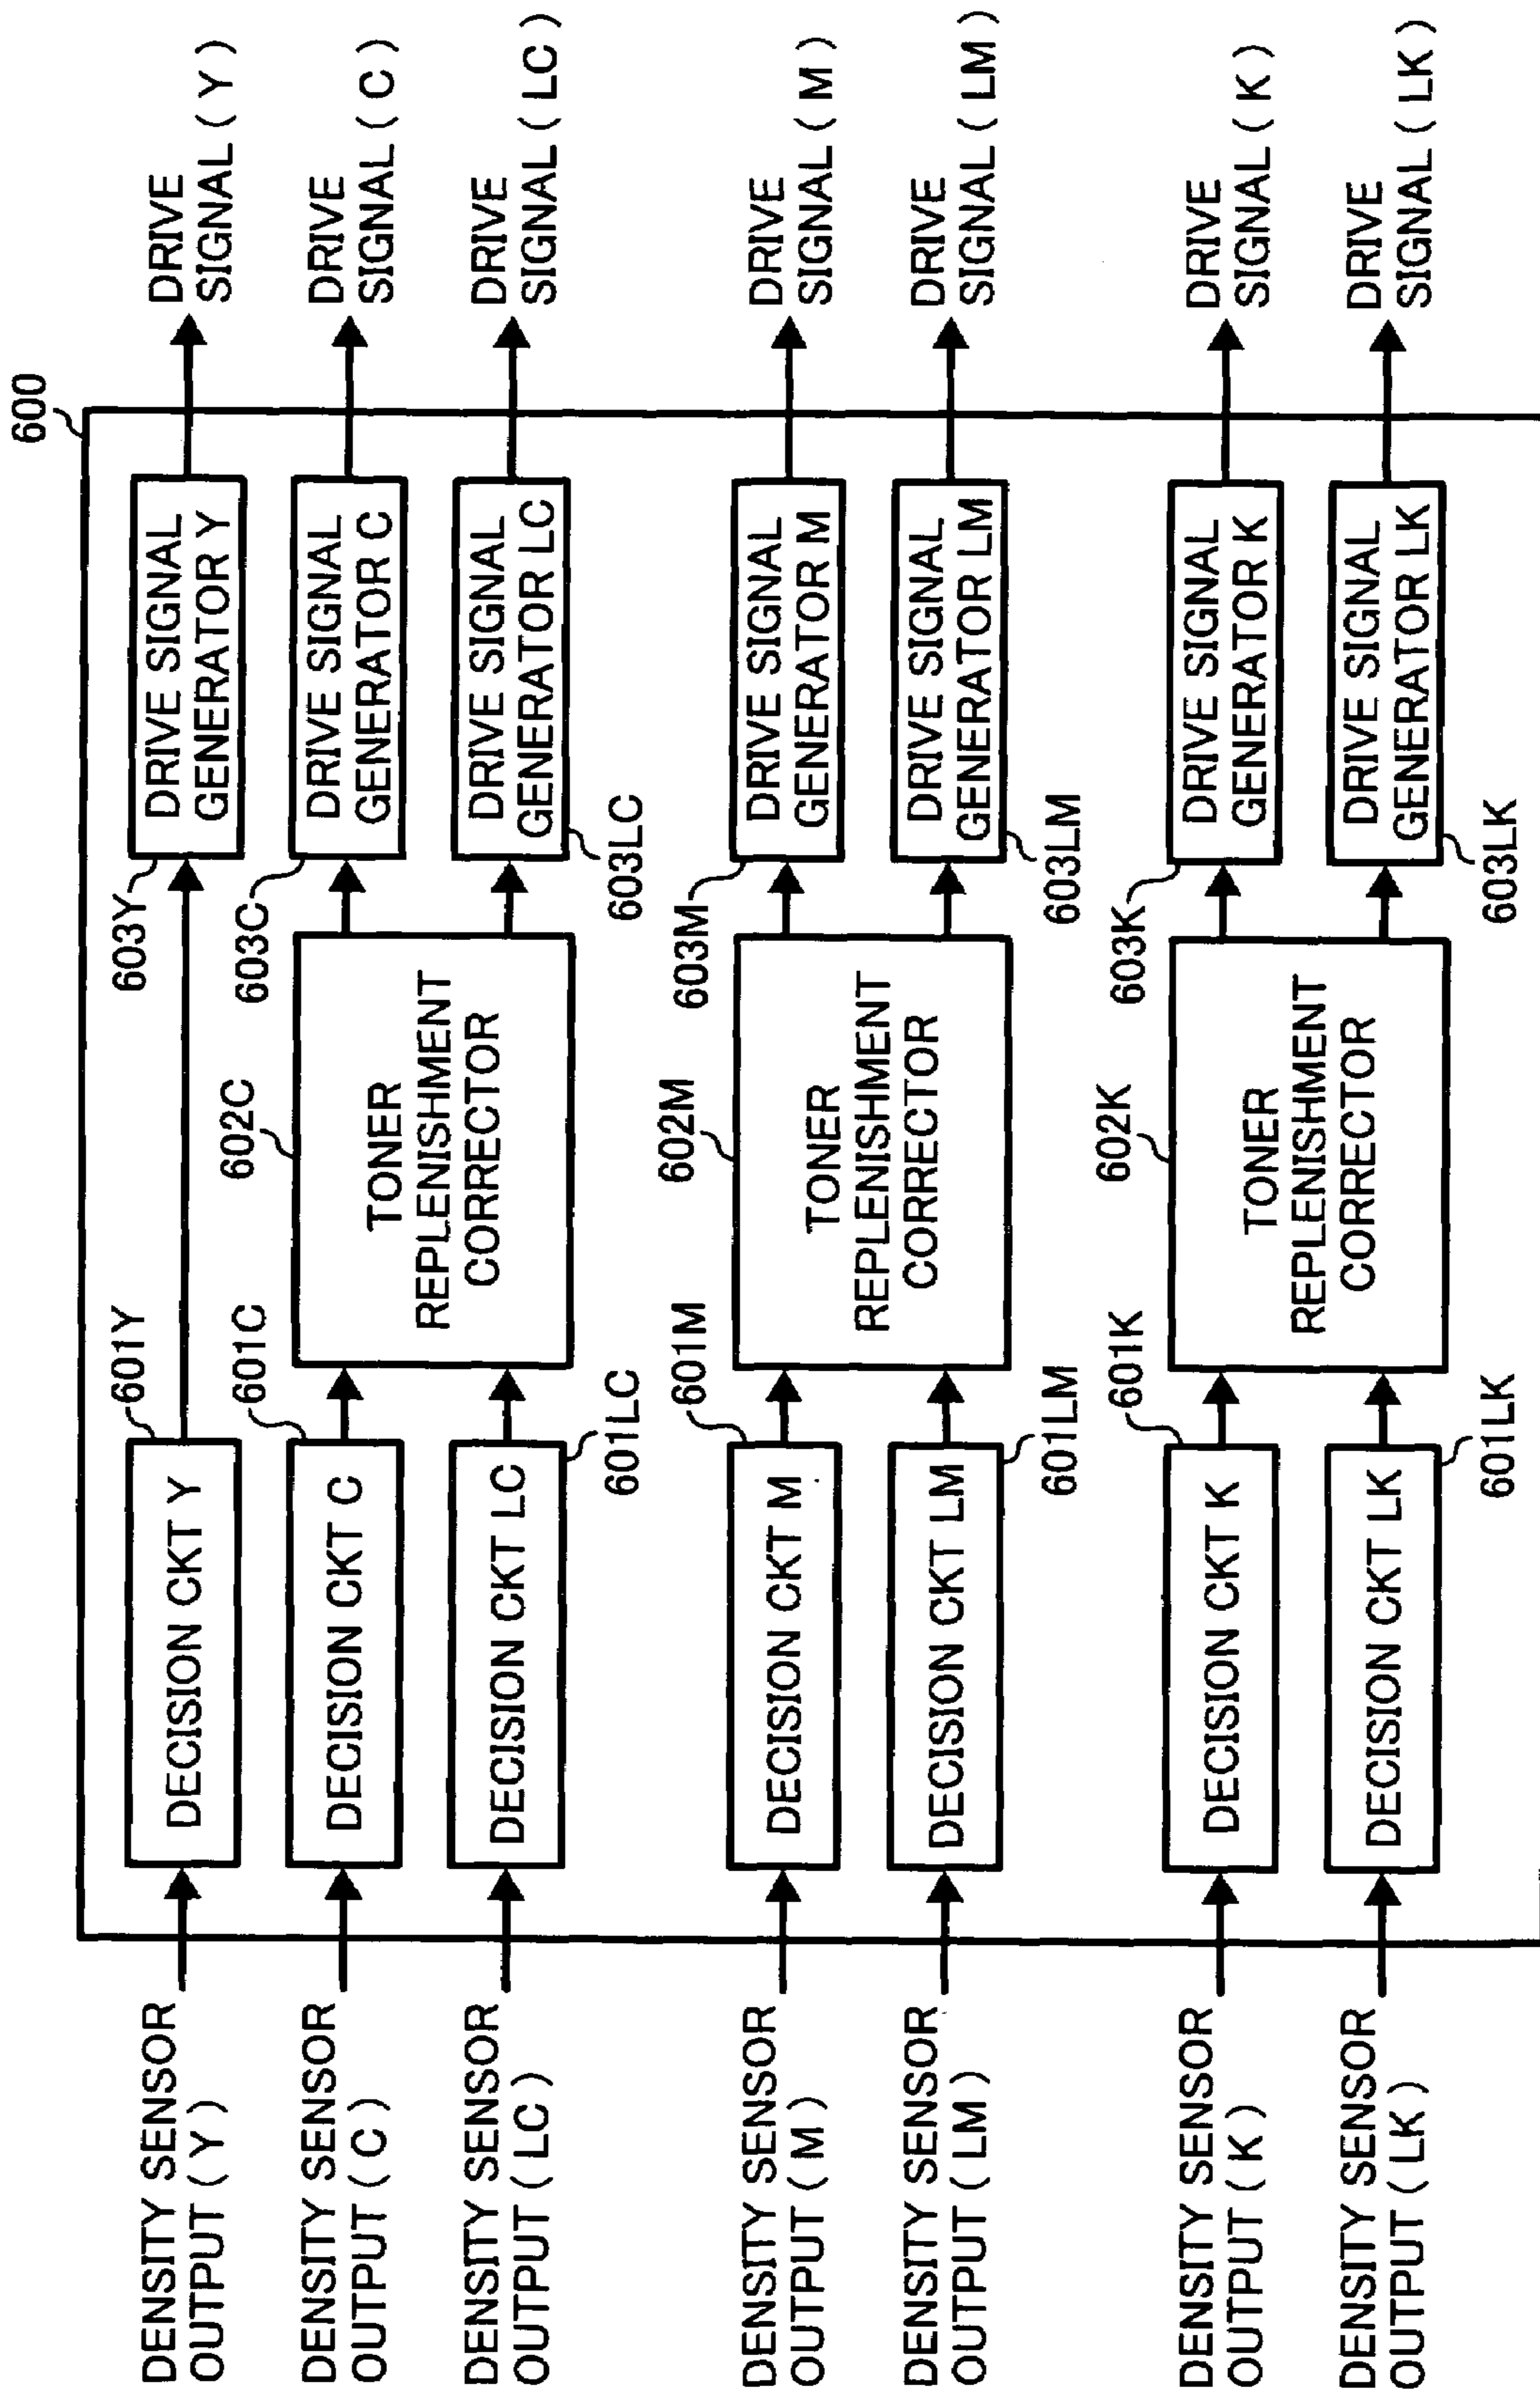 600
DENSITY SENSOR
OUTPUT ( Y )
DECISION CKT Y
601Y
603Y
DRIVE SIGNAL
GENERATOR Y
DRIVE
SIGNAL ( Y )
DENSITY SENSOR
OUTPUT ( C )
DECISION CKT C
601C
602C
TONER
REPLENISHMENT
CORRECTOR
603C
DRIVE SIGNAL
GENERATOR C
DRIVE
SIGNAL ( C )
DENSITY SENSOR
OUTPUT ( LC )
DECISION CKT LC
601LC
DRIVE SIGNAL
GENERATOR LC
603LC
DRIVE
SIGNAL ( LC )
DENSITY SENSOR
OUTPUT ( M )
DECISION CKT M
601M
602M
TONER
REPLENISHMENT
CORRECTOR
603M
DRIVE SIGNAL
GENERATOR M
DRIVE
SIGNAL ( M )
DENSITY SENSOR
OUTPUT ( LM )
DECISION CKT LM
601LM
DRIVE SIGNAL
GENERATOR LM
603LM
DRIVE
SIGNAL ( LM )
DENSITY SENSOR
OUTPUT ( K )
DECISION CKT K
601K
602K
TONER
REPLENISHMENT
CORRECTOR
603K
DRIVE SIGNAL
GENERATOR K
DRIVE
SIGNAL ( K )
DENSITY SENSOR
OUTPUT ( LK )
DECISION CKT LK
601LK
DRIVE SIGNAL
GENERATOR LK
603LK
DRIVE
SIGNAL ( LK )